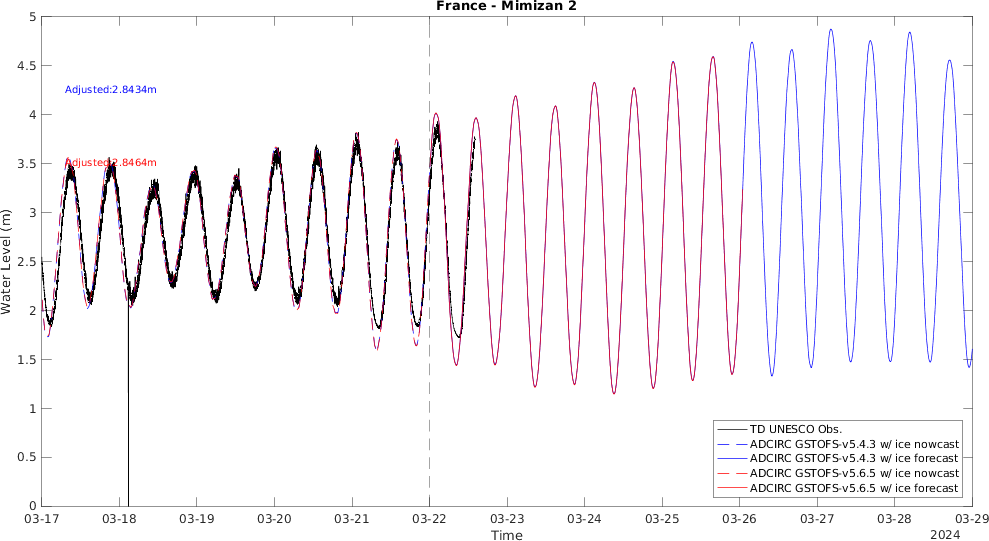 France - Mimizan 2
5
4.5
4
3.5
3
2.5
2
1.5
1
0.5
0
Water Level (m)
Adjusted:2.8434m
Adjusted:2.8464m
TD UNESCO Obs.
ADCIRC GSTOFS-v5.4.3 w/ ice nowcast
ADCIRC GSTOFS-v5.4.3 w/ ice forecast
ADCIRC GSTOFS-v5.6.5 w/ ice nowcast
ADCIRC GSTOFS-v5.6.5 w/ ice forecast
03-17 03-18 03-19 03-20 03-21 03-22 03-23 03-24 03-25 03-26 03-27 03-28 03-29
Time
2024